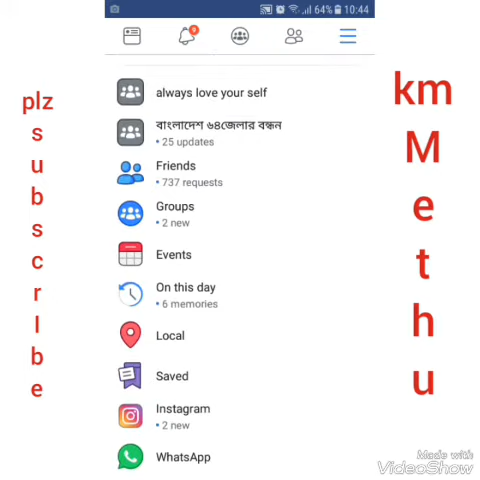 64% 10:44
9
always love your self
বাংলাদেশ ৬৪জেলার বন্ধন
• 25 updates
Friends
• 737 requests
Groups
• 2 new
Events
On this day
• 6 memories
Local
Saved
Instagram
• 2 new
WhatsApp
plz
s
u
b
s
c
r
I
b
e
km
M
e
t
h
u
Made with
VideoShow